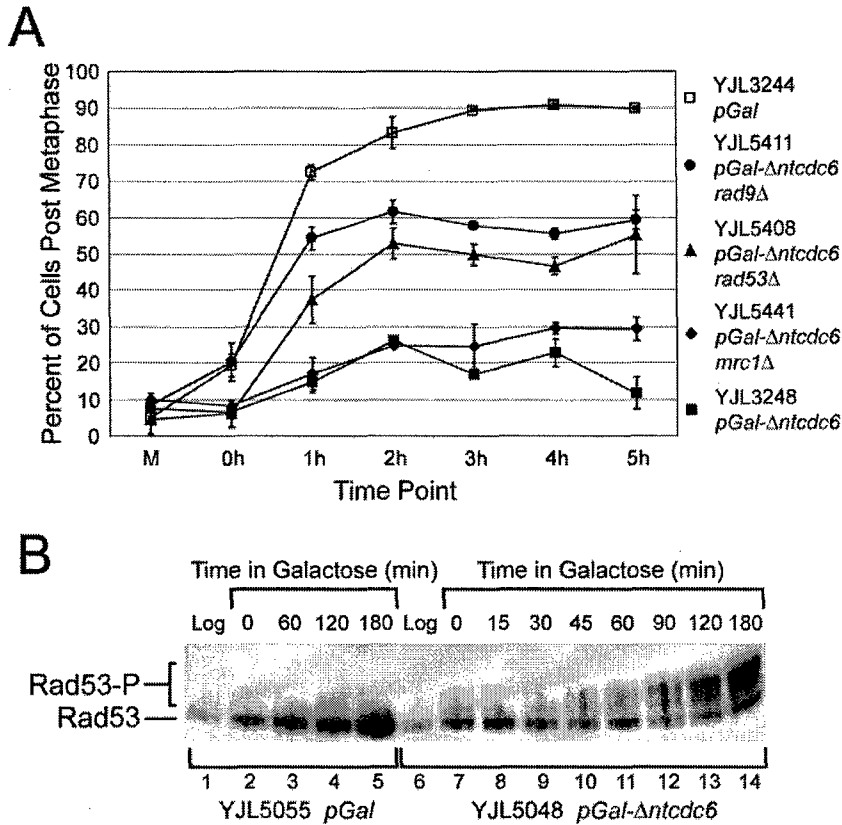 A
Percent of Cells Post Metaphase
100
90
80
70
60
50
40
30
20
10
0
M 0h 1h 2h 3h 4h 5h
Time Point
YJL3244
pGal
YJL5411
pGal-Δntcdc6
rad9Δ
YJL5408
pGal-Δntcdc6
rad53Δ
YJL5441
pGal-Δntcdc6
mrc1Δ
YJL3248
pGal-Δntcdc6
B
Time in Galactose (min) Time in Galactose (min)
Log 0 60 120 180 Log 0 15 30 45 60 90 120 180
Rad53-P
Rad53
1 2 3 4 5 6 7 8 9 10 11 12 13 14
YJL5055 pGal YJL5048 pGal-Δntcdc6